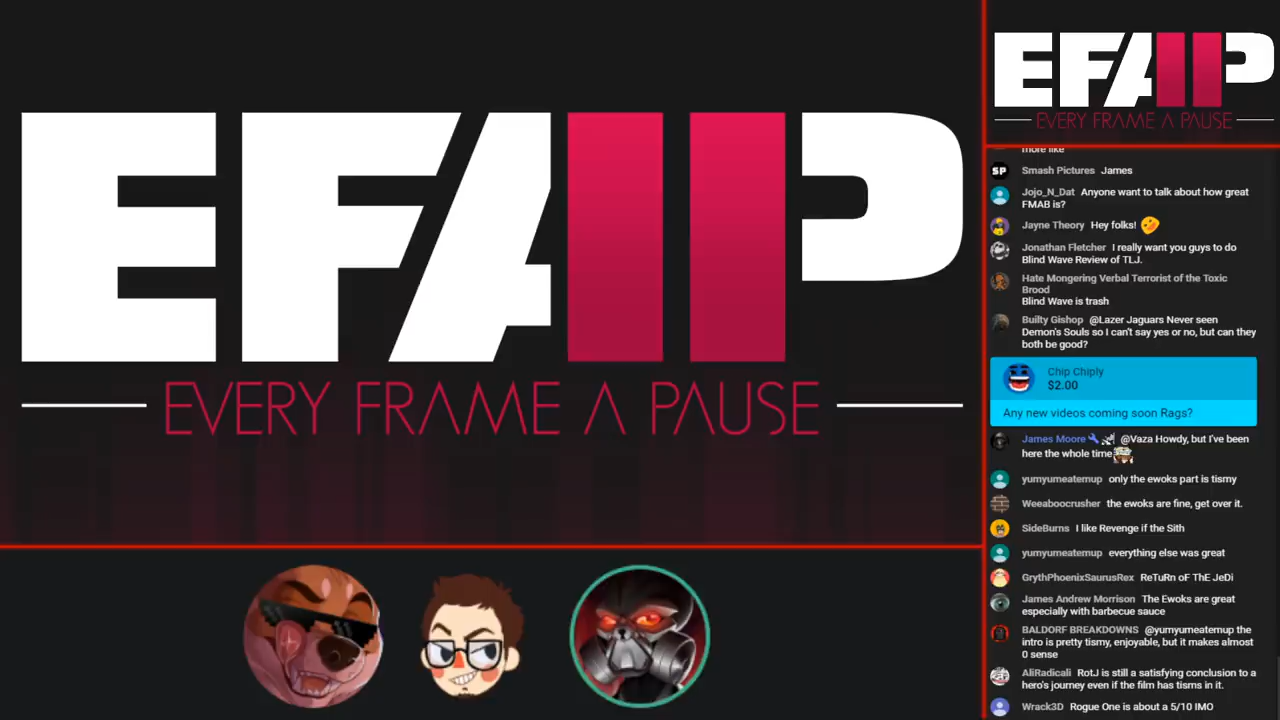 EFAP
EVERY FRAME A PAUSE
EFAP
EVERY FRAME A PAUSE
more like
SP Smash Pictures James
Jojo_N_Dat Anyone want to talk about how great
FMAB is?
Jayne Theory Hey folks!
Jonathan Fletcher I really want you guys to do
Blind Wave Review of TLJ.
Hate Mongering Verbal Terrorist of the Toxic
Brood
Blind Wave is trash
Builty Gishop @Lazer Jaguars Never seen
Demon's Souls so I can't say yes or no, but can they
both be good?
Chip Chiply
$2.00
Any new videos coming soon Rags?
James Moore @Vaza Howdy, but I've been
here the whole time
yumyumeatemup only the ewoks part is tismy
Weeaboocrusher the ewoks are fine, get over it.
SideBurns I like Revenge if the Sith
yumyumeatemup everything else was great
GrythPhoenixSaurusRex ReTuRn oF ThE JeDi
James Andrew Morrison The Ewoks are great
especially with barbecue sauce
BALDORF BREAKDOWNS @yumyumeatemup the
intro is pretty tismy, enjoyable, but it makes almost
0 sense
AliRadicali RotJ is still a satisfying conclusion to a
hero's journey even if the film has tisms in it.
Wrack3D Rogue One is about a 5/10 IMO